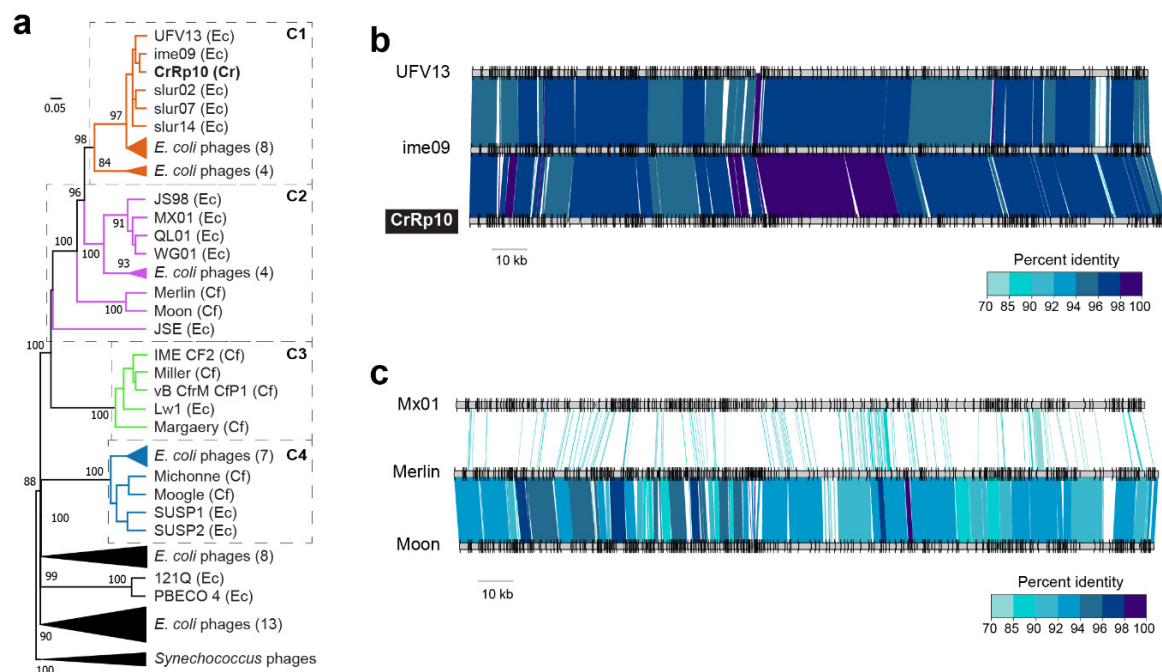 a
C1
UFV13 (Ec)
ime09 (Ec)
CrRp10 (Cr)
slur02 (Ec)
slur07 (Ec)
slur14 (Ec)
E. coli phages (8)
E. coli phages (4)
0.05
97
98
84
C2
96
JS98 (Ec)
MX01 (Ec)
QL01 (Ec)
WG01 (Ec)
E. coli phages (4)
Merlin (Cf)
Moon (Cf)
JSE (Ec)
91
100
100
93
100
100
C3
IME CF2 (Cf)
Miller (Cf)
vB CfrM CfP1 (Cf)
Lw1 (Ec)
Margaery (Cf)
100
C4
E. coli phages (7)
Michonne (Cf)
Moogle (Cf)
SUSP1 (Ec)
SUSP2 (Ec)
100
88
100
E. coli phages (8)
99
100
121Q (Ec)
PBECO 4 (Ec)
E. coli phages (13)
90
Synechococcus phages
100
b
UFV13
ime09
CrRp10
10 kb
Percent identity
70 85 90 92 94 96 98 100
c
Mx01
Merlin
Moon
10 kb
Percent identity
70 85 90 92 94 96 98 100